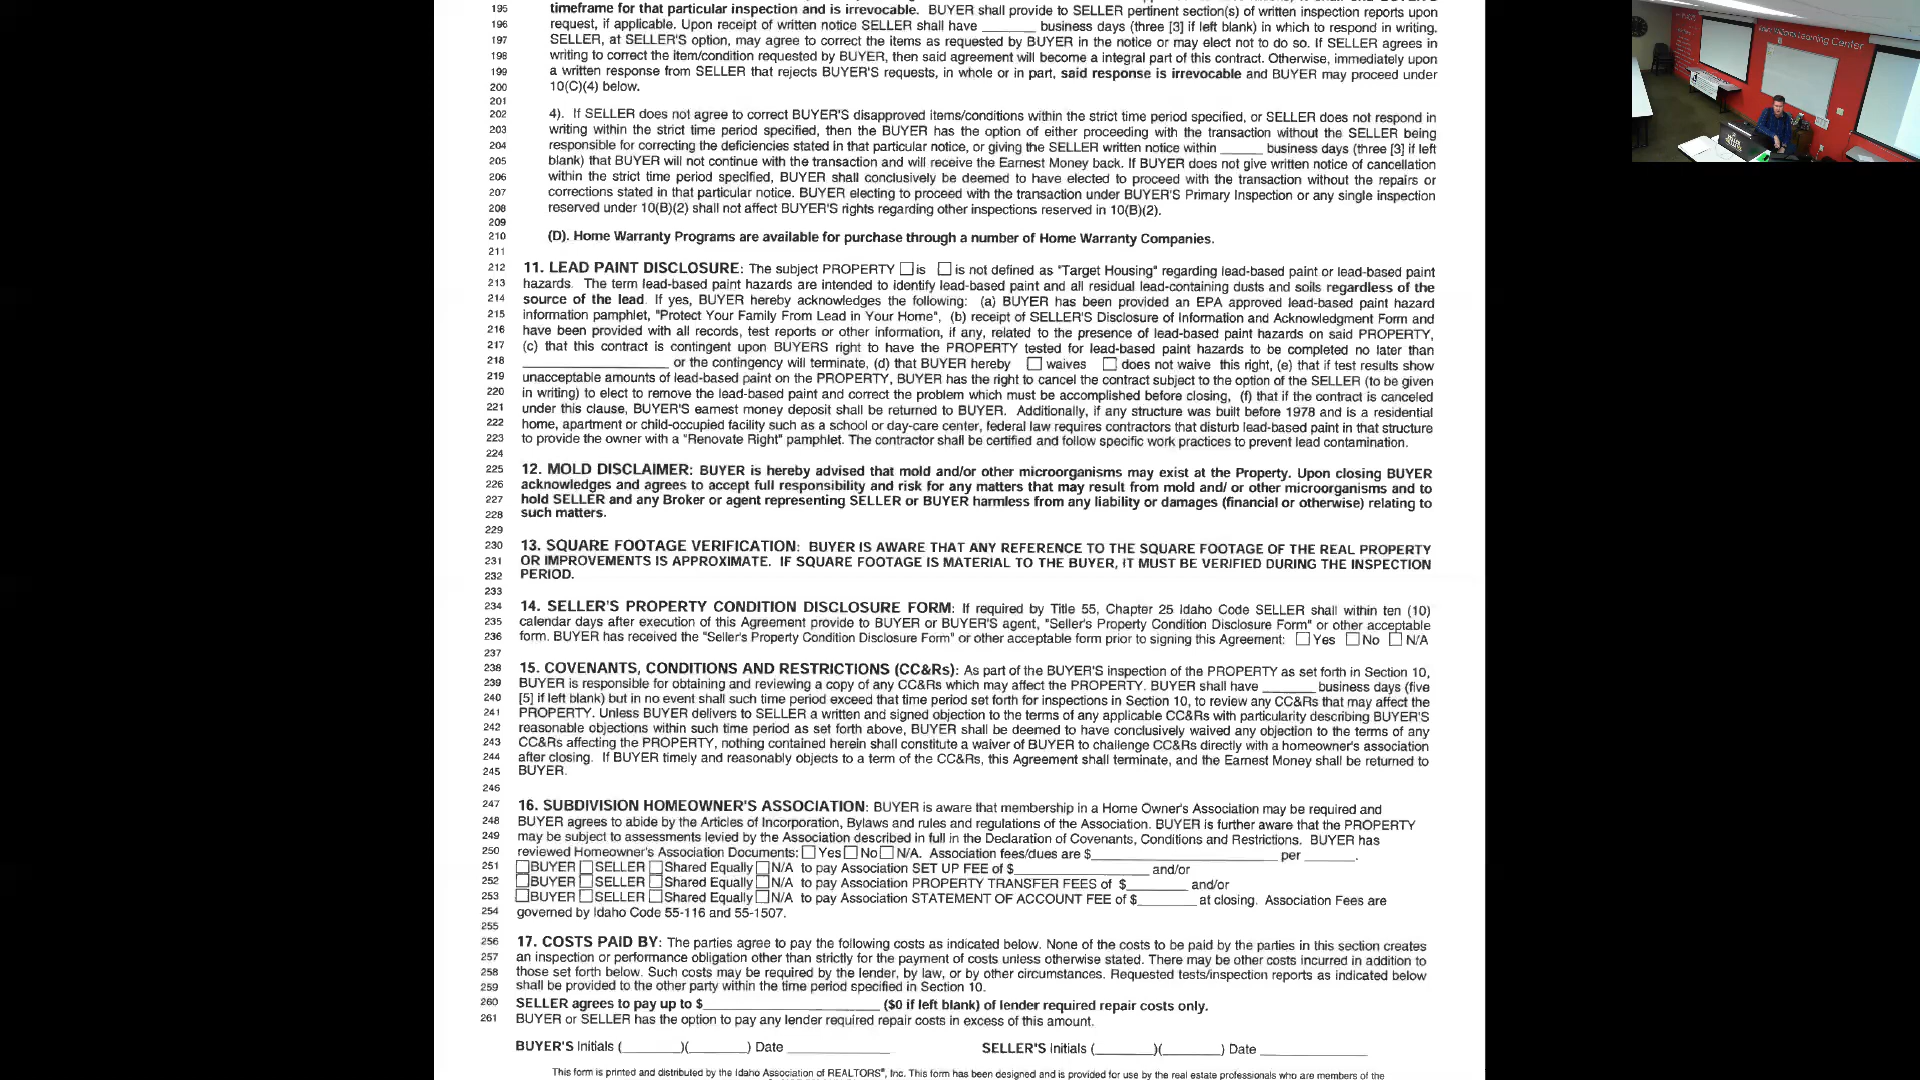 195 timeframe for that particular inspection and is irrevocable. BUYER shall provide to SELLER pertinent section(s) of written inspection reports upon
196 request, if applicable. Upon receipt of written notice SELLER shall have _______ business days (three [3] if left blank) in which to respond in writing.
197 SELLER, at SELLER'S option, may agree to correct the items as requested by BUYER in the notice or may elect not to do so. If SELLER agrees in
198 writing to correct the item/condition requested by BUYER, then said agreement will become a integral part of this contract. Otherwise, immediately upon
199 a written response from SELLER that rejects BUYER'S requests, in whole or in part, said response is irrevocable and BUYER may proceed under
200 10(C)(4) below.
201
202 4). If SELLER does not agree to correct BUYER'S disapproved items/conditions within the strict time period specified, or SELLER does not respond in
203 writing within the strict time period specified, then the BUYER has the option of either proceeding with the transaction without the SELLER being
204 responsible for correcting the deficiencies stated in that particular notice, or giving the SELLER written notice within ______ business days (three [3] if left
205 blank) that BUYER will not continue with the transaction and will receive the Earnest Money back. If BUYER does not give written notice of cancellation
206 within the strict time period specified, BUYER shall conclusively be deemed to have elected to proceed with the transaction without the repairs or
207 corrections stated in that particular notice. BUYER electing to proceed with the transaction under BUYER'S Primary Inspection or any single inspection
208 reserved under 10(B)(2) shall not affect BUYER'S rights regarding other inspections reserved in 10(B)(2).
209
210 (D). Home Warranty Programs are available for purchase through a number of Home Warranty Companies.
211
212 11. LEAD PAINT DISCLOSURE: The subject PROPERTY ☐ is ☐ is not defined as "Target Housing" regarding lead-based paint or lead-based paint
213 hazards. The term lead-based paint hazards are intended to identify lead-based paint and all residual lead-containing dusts and soils regardless of the
214 source of the lead. If yes, BUYER hereby acknowledges the following: (a) BUYER has been provided an EPA approved lead-based paint hazard
215 information pamphlet, "Protect Your Family From Lead in Your Home", (b) receipt of SELLER'S Disclosure of Information and Acknowledgment Form and
216 have been provided with all records, test reports or other information, if any, related to the presence of lead-based paint hazards on said PROPERTY,
217 (c) that this contract is contingent upon BUYERS right to have the PROPERTY tested for lead-based paint hazards to be completed no later than
218 ____________________ or the contingency will terminate, (d) that BUYER hereby ☐ waives ☐ does not waive this right, (e) that if test results show
219 unacceptable amounts of lead-based paint on the PROPERTY, BUYER has the right to cancel the contract subject to the option of the SELLER (to be given
220 in writing) to elect to remove the lead-based paint and correct the problem which must be accomplished before closing, (f) that if the contract is canceled
221 under this clause, BUYER'S earnest money deposit shall be returned to BUYER. Additionally, if any structure was built before 1978 and is a residential
222 home, apartment or child-occupied facility such as a school or day-care center, federal law requires contractors that disturb lead-based paint in that structure
223 to provide the owner with a "Renovate Right" pamphlet. The contractor shall be certified and follow specific work practices to prevent lead contamination.
224
225 12. MOLD DISCLAIMER: BUYER is hereby advised that mold and/or other microorganisms may exist at the Property. Upon closing BUYER
226 acknowledges and agrees to accept full responsibility and risk for any matters that may result from mold and/ or other microorganisms and to
227 hold SELLER and any Broker or agent representing SELLER or BUYER harmless from any liability or damages (financial or otherwise) relating to
228 such matters.
229
230 13. SQUARE FOOTAGE VERIFICATION: BUYER IS AWARE THAT ANY REFERENCE TO THE SQUARE FOOTAGE OF THE REAL PROPERTY
231 OR IMPROVEMENTS IS APPROXIMATE. IF SQUARE FOOTAGE IS MATERIAL TO THE BUYER, IT MUST BE VERIFIED DURING THE INSPECTION
232 PERIOD.
233
234 14. SELLER'S PROPERTY CONDITION DISCLOSURE FORM: If required by Title 55, Chapter 25 Idaho Code SELLER shall within ten (10)
235 calendar days after execution of this Agreement provide to BUYER or BUYER'S agent, "Seller's Property Condition Disclosure Form" or other acceptable
236 form. BUYER has received the "Seller's Property Condition Disclosure Form" or other acceptable form prior to signing this Agreement: ☐ Yes ☐ No ☐ N/A
237
238 15. COVENANTS, CONDITIONS AND RESTRICTIONS (CC&Rs): As part of the BUYER'S inspection of the PROPERTY as set forth in Section 10,
239 BUYER is responsible for obtaining and reviewing a copy of any CC&Rs which may affect the PROPERTY. BUYER shall have _______ business days (five
240 [5] if left blank) but in no event shall such time period exceed that time period set forth for inspections in Section 10, to review any CC&Rs that may affect the
241 PROPERTY. Unless BUYER delivers to SELLER a written and signed objection to the terms of any applicable CC&Rs with particularity describing BUYER'S
242 reasonable objections within such time period as set forth above, BUYER shall be deemed to have conclusively waived any objection to the terms of any
243 CC&Rs affecting the PROPERTY, nothing contained herein shall constitute a waiver of BUYER to challenge CC&Rs directly with a homeowner's association
244 after closing. If BUYER timely and reasonably objects to a term of the CC&Rs, this Agreement shall terminate, and the Earnest Money shall be returned to
245 BUYER.
246
247 16. SUBDIVISION HOMEOWNER'S ASSOCIATION: BUYER is aware that membership in a Home Owner's Association may be required and
248 BUYER agrees to abide by the Articles of Incorporation, Bylaws and rules and regulations of the Association. BUYER is further aware that the PROPERTY
249 may be subject to assessments levied by the Association described in full in the Declaration of Covenants, Conditions and Restrictions. BUYER has
250 reviewed Homeowner's Association Documents: ☐ Yes ☐ No ☐ N/A. Association fees/dues are $__________________________ per _______.
251 ☐ BUYER ☐ SELLER ☐ Shared Equally ☐ N/A to pay Association SET UP FEE of $___________________ and/or
252 ☐ BUYER ☐ SELLER ☐ Shared Equally ☐ N/A to pay Association PROPERTY TRANSFER FEES of $________ and/or
253 ☐ BUYER ☐ SELLER ☐ Shared Equally ☐ N/A to pay Association STATEMENT OF ACCOUNT FEE of $________ at closing. Association Fees are
254 governed by Idaho Code 55-116 and 55-1507.
255
256 17. COSTS PAID BY: The parties agree to pay the following costs as indicated below. None of the costs to be paid by the parties in this section creates
257 an inspection or performance obligation other than strictly for the payment of costs unless otherwise stated. There may be other costs incurred in addition to
258 those set forth below. Such costs may be required by the lender, by law, or by other circumstances. Requested tests/inspection reports as indicated below
259 shall be provided to the other party within the time period specified in Section 10.
260 SELLER agrees to pay up to $________________________ ($0 if left blank) of lender required repair costs only.
261 BUYER or SELLER has the option to pay any lender required repair costs in excess of this amount.
BUYER'S Initials (________)(________) Date ______________ SELLER'S Initials (________)(________) Date ______________
This form is printed and distributed by the Idaho Association of REALTORS®, Inc. This form has been designed and is provided for use by the real estate professionals who are members of the
Learning Center